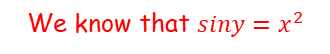 We know that 𝑠𝑖𝑛𝑦 = 𝑥²